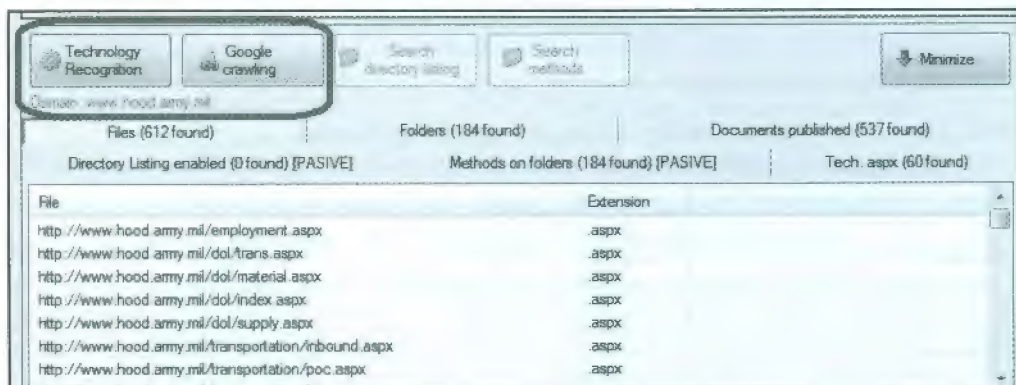 Technology
Recognition
Google
crawling
Search
directory listing
Search
methods
Minimize
Domain: www.hood.army.mil
Files (612 found)
Folders (184 found)
Documents published (537 found)
Directory Listing enabled (0 found) [PASIVE]
Methods on folders (184 found) [PASIVE]
Tech. aspx (60 found)
File
Extension
http://www.hood.army.mil/employment.aspx .aspx
http://www.hood.army.mil/dol/trans.aspx .aspx
http://www.hood.army.mil/dol/material.aspx .aspx
http://www.hood.army.mil/dol/index.aspx .aspx
http://www.hood.army.mil/dol/supply.aspx .aspx
http://www.hood.army.mil/transportation/inbound.aspx .aspx
http://www.hood.army.mil/transportation/poc.aspx .aspx